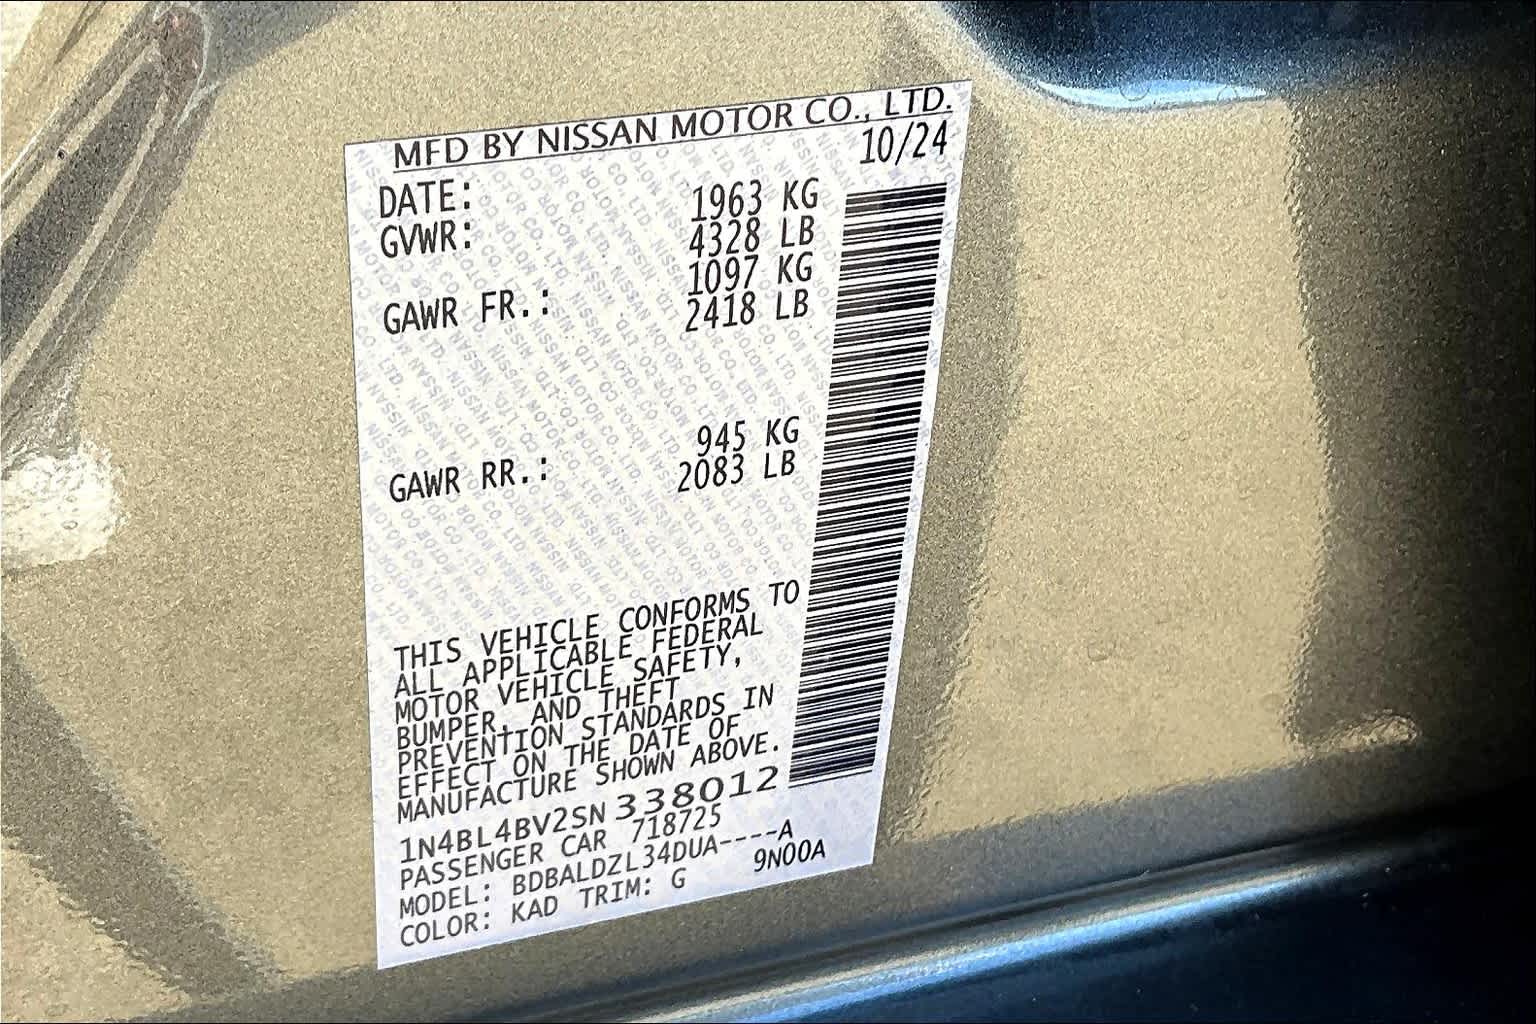 MFD BY NISSAN MOTOR CO., LTD.
DATE: 10/24
GVWR: 1963 KG
4328 LB
GAWR FR.: 1097 KG
2418 LB
GAWR RR.: 945 KG
2083 LB
THIS VEHICLE CONFORMS TO
ALL APPLICABLE FEDERAL
MOTOR VEHICLE SAFETY,
BUMPER, AND THEFT
PREVENTION STANDARDS IN
EFFECT ON THE DATE OF
MANUFACTURE SHOWN ABOVE.
1N4BL4BV2SN338012
PASSENGER CAR 718725
MODEL: BDBALDZL34DUA----A
COLOR: KAD TRIM: G 9N00A